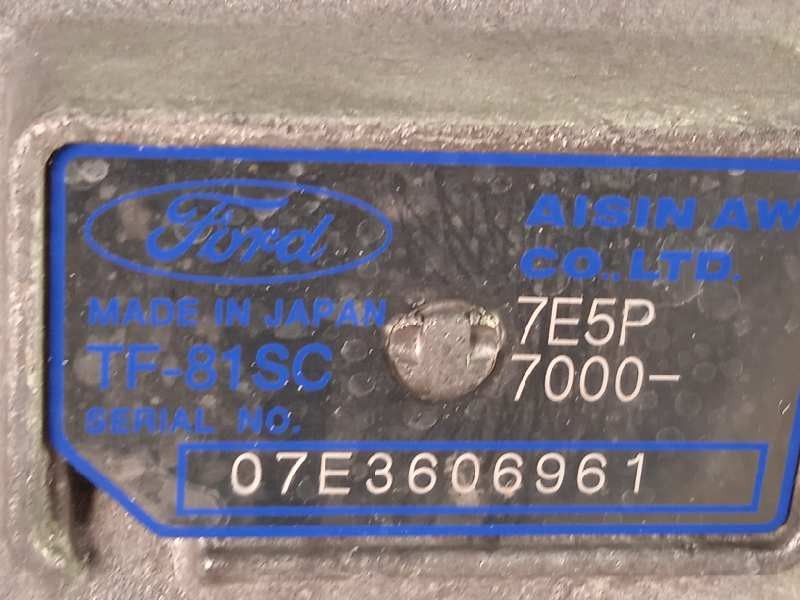 Ford
AISIN AW
CO., LTD.
MADE IN JAPAN
7E5P
TF-81SC
7000-
SERIAL NO.
07E3606961